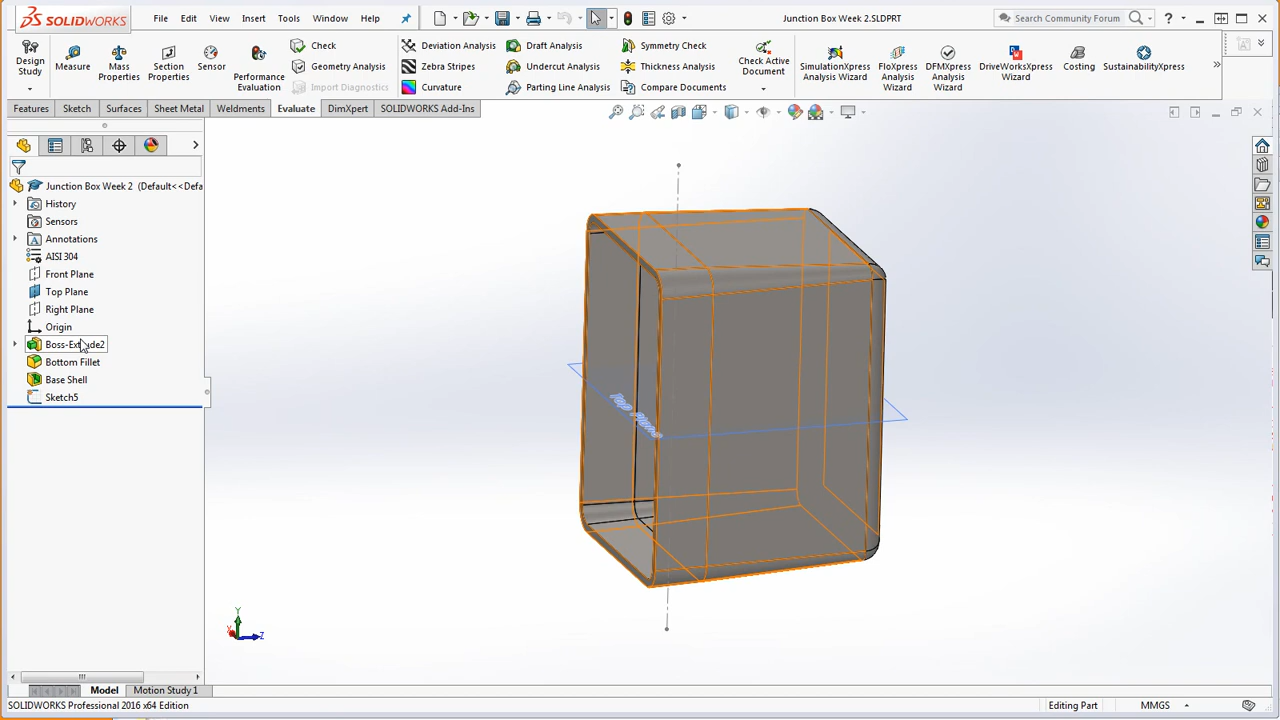 SOLIDWORKS
File Edit View Insert Tools Window Help
Junction Box Week 2.SLDPRT
Search Community Forum
Design Study
Measure
Mass Properties
Section Properties
Sensor
Performance Evaluation
Check
Geometry Analysis
Import Diagnostics
Deviation Analysis
Zebra Stripes
Curvature
Draft Analysis
Undercut Analysis
Parting Line Analysis
Symmetry Check
Thickness Analysis
Compare Documents
Check Active Document
SimulationXpress Analysis Wizard
FloXpress Analysis Wizard
DFMXpress Analysis Wizard
DriveWorksXpress Wizard
Costing
SustainabilityXpress
Features Sketch Surfaces Sheet Metal Weldments Evaluate DimXpert SOLIDWORKS Add-Ins
Junction Box Week 2 (Default<<Defa
History
Sensors
Annotations
AISI 304
Front Plane
Top Plane
Right Plane
Origin
Boss-Extrude2
Bottom Fillet
Base Shell
Sketch5
Top Plane
Y
X
Z
Model Motion Study 1
SOLIDWORKS Professional 2016 x64 Edition
Editing Part
MMGS